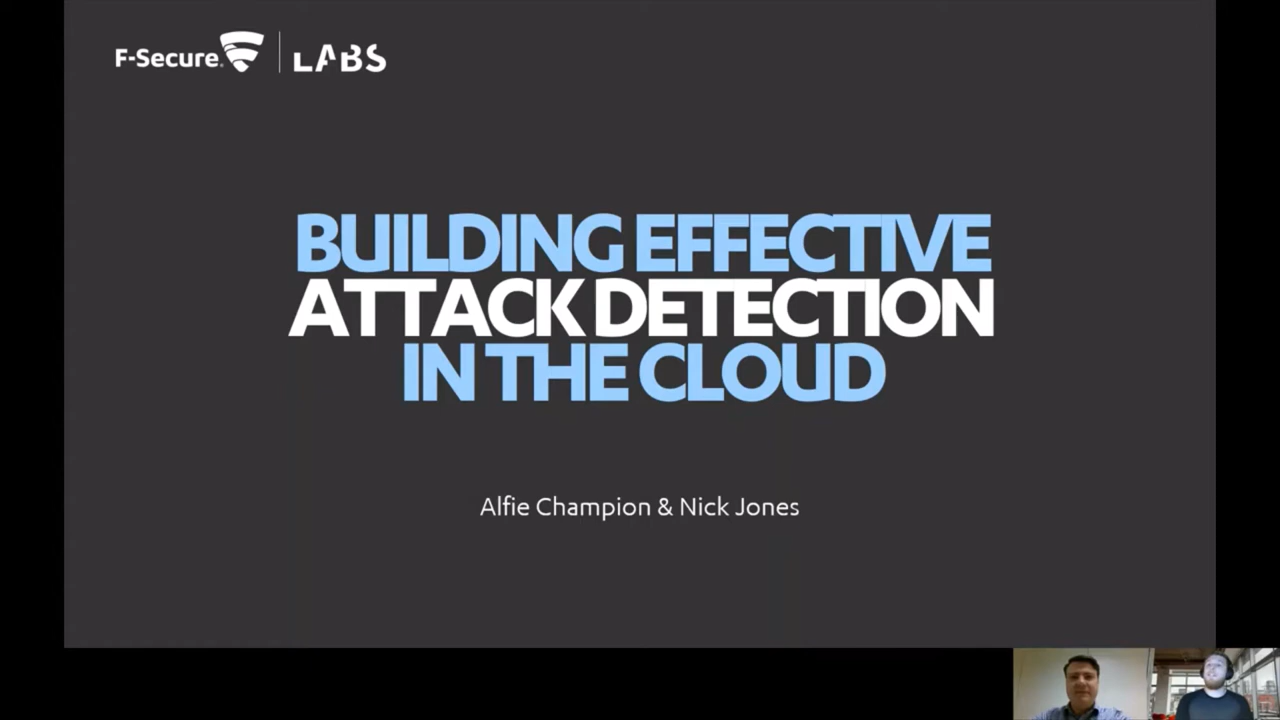 F-Secure. LABS
BUILDING EFFECTIVE
ATTACK DETECTION
IN THE CLOUD
Alfie Champion & Nick Jones